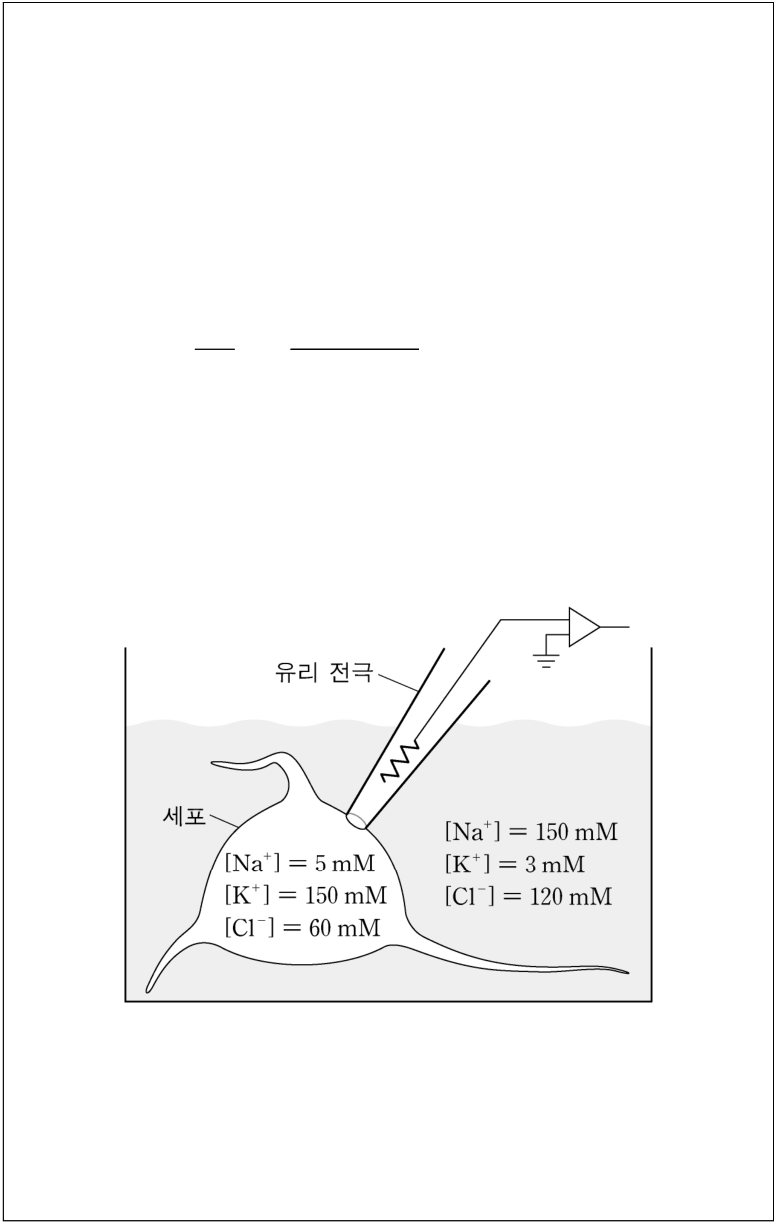 유리 전극
세포
[Na⁺] = 150 mM
[K⁺] = 3 mM
[Cl⁻] = 120 mM
[Na⁺] = 5 mM
[K⁺] = 150 mM
[Cl⁻] = 60 mM